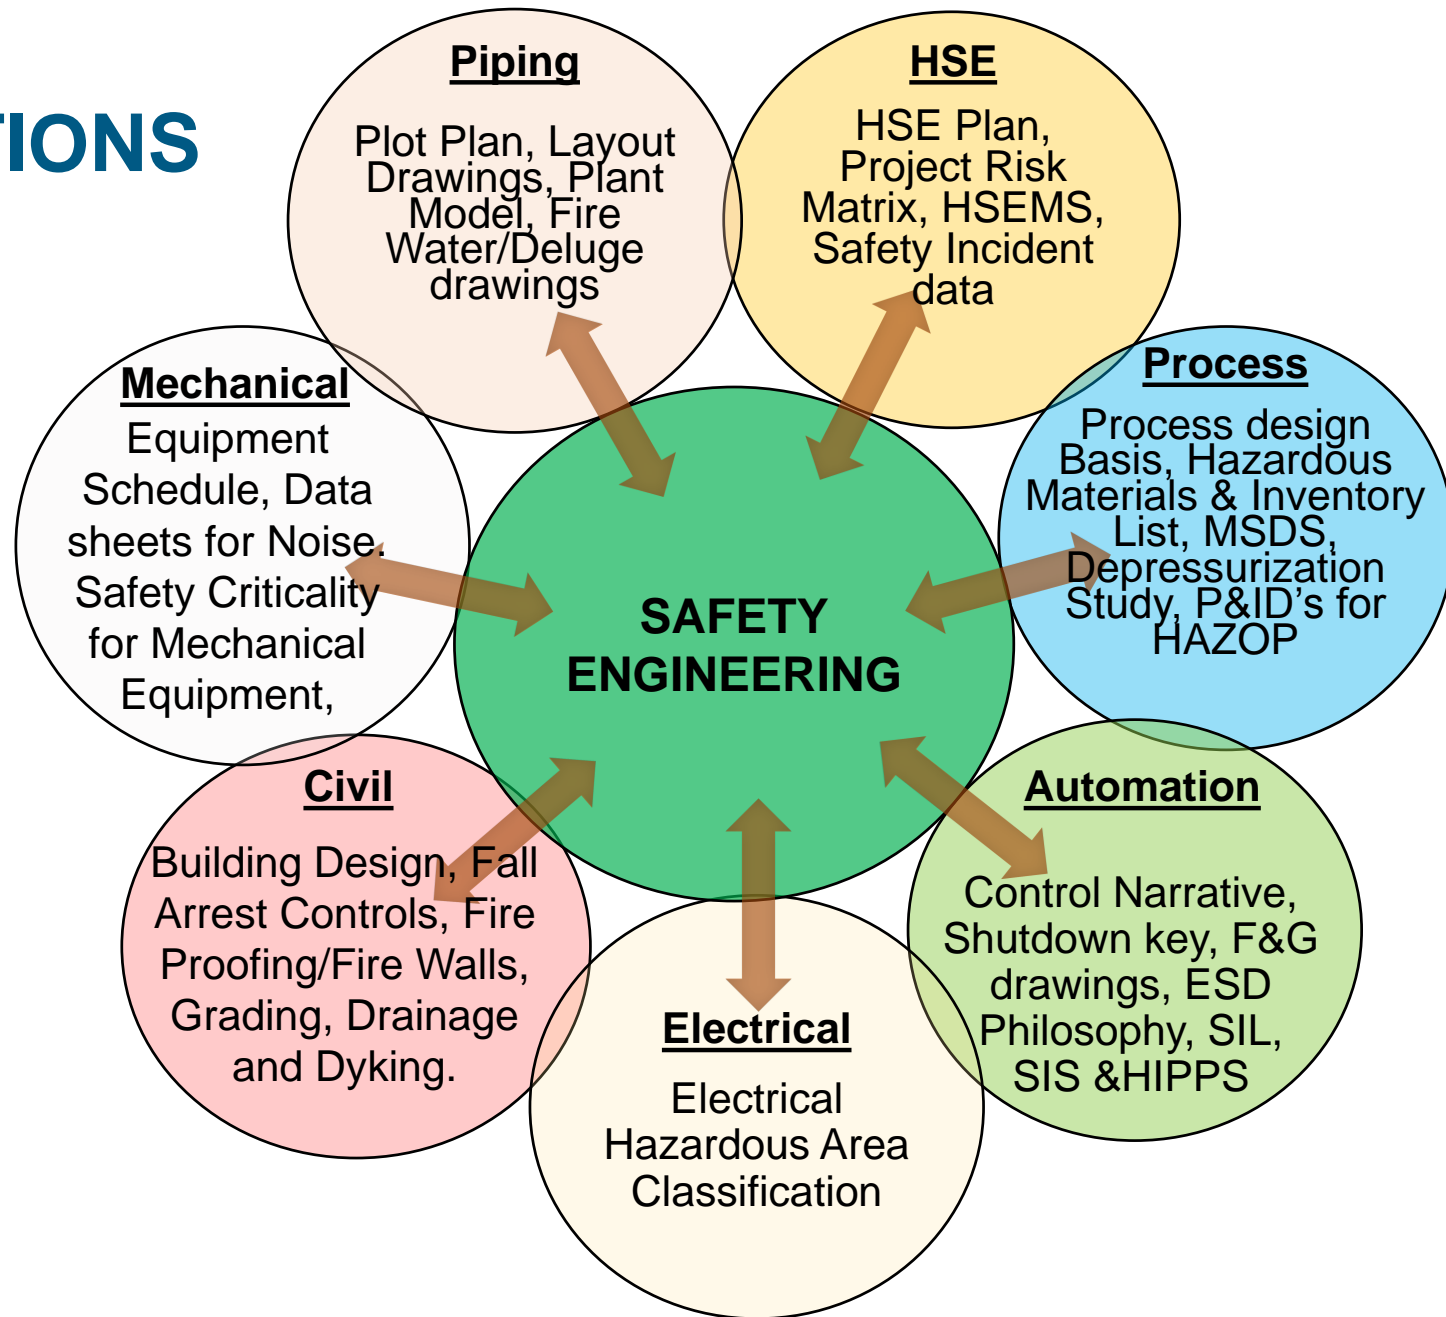 TIONS
Piping
Plot Plan, Layout
Drawings, Plant
Model, Fire
Water/Deluge
drawings
HSE
HSE Plan,
Project Risk
Matrix, HSEMS,
Safety Incident
data
Mechanical
Equipment
Schedule, Data
sheets for Noise.
Safety Criticality
for Mechanical
Equipment,
Process
Process design
Basis, Hazardous
Materials & Inventory
List, MSDS,
Depressurization
Study, P&ID’s for
HAZOP
SAFETY
ENGINEERING
Civil
Building Design, Fall
Arrest Controls, Fire
Proofing/Fire Walls,
Grading, Drainage
and Dyking.
Automation
Control Narrative,
Shutdown key, F&G
drawings, ESD
Philosophy, SIL,
SIS &HIPPS
Electrical
Electrical
Hazardous Area
Classification